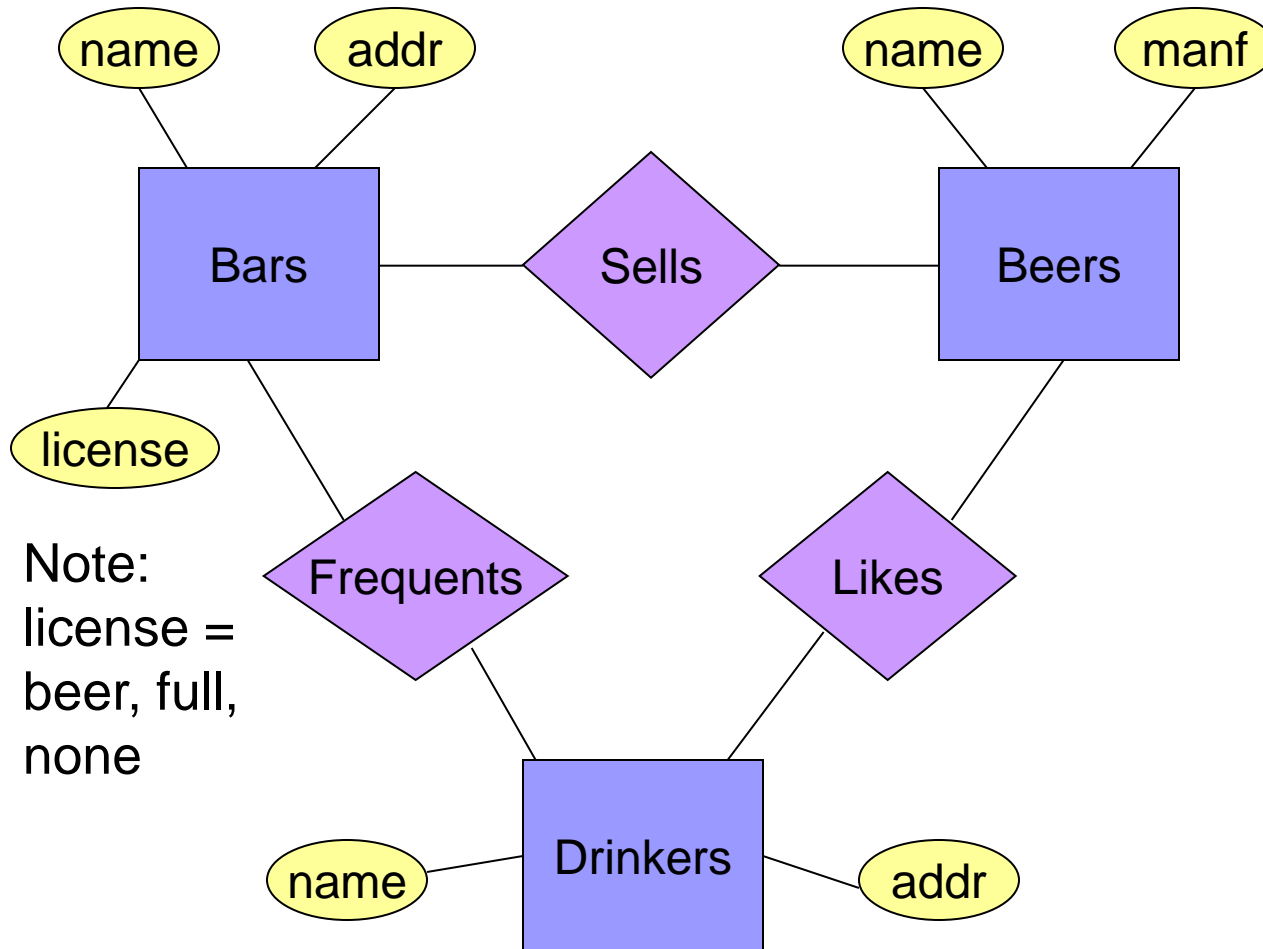 name
addr
name
manf
Bars
Sells
Beers
license
Note:
license =
beer, full,
none
Frequents
Likes
Drinkers
name
addr